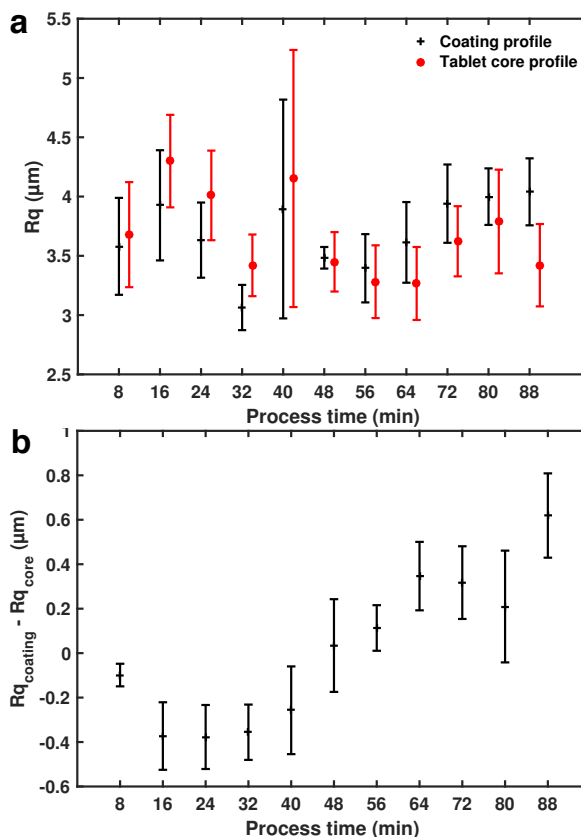 a
5.5
5
4.5
4
3.5
3
2.5
Rq (µm)
Coating profile
Tablet core profile
8 16 24 32 40 48 56 64 72 80 88
Process time (min)
b
1
0.8
0.6
0.4
0.2
0
-0.2
-0.4
-0.6
Rqcoating - Rqcore (µm)
8 16 24 32 40 48 56 64 72 80 88
Process time (min)